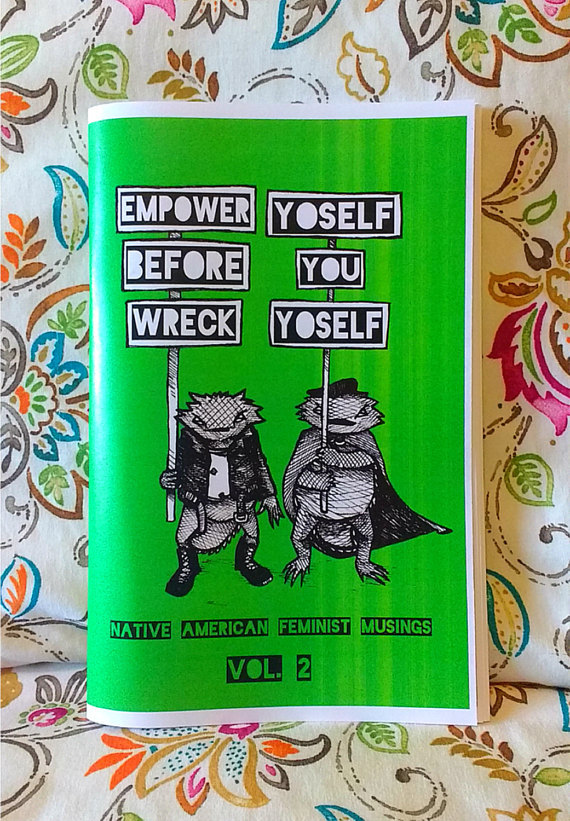 EMPOWER YOSELF
BEFORE YOU
WRECK YOSELF
NATIVE AMERICAN FEMINIST MUSINGS
VOL. 2